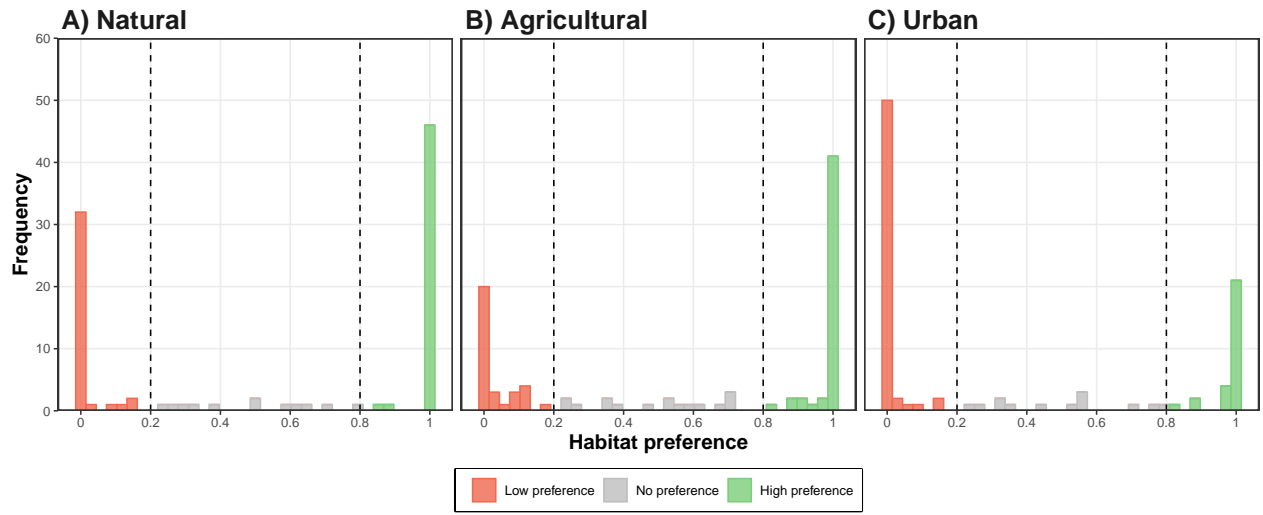 A) Natural
B) Agricultural
C) Urban
Frequency
60
50
40
30
20
10
0
0 0.2 0.4 0.6 0.8 1
0 0.2 0.4 0.6 0.8 1
0 0.2 0.4 0.6 0.8 1
Habitat preference
Low preference No preference High preference